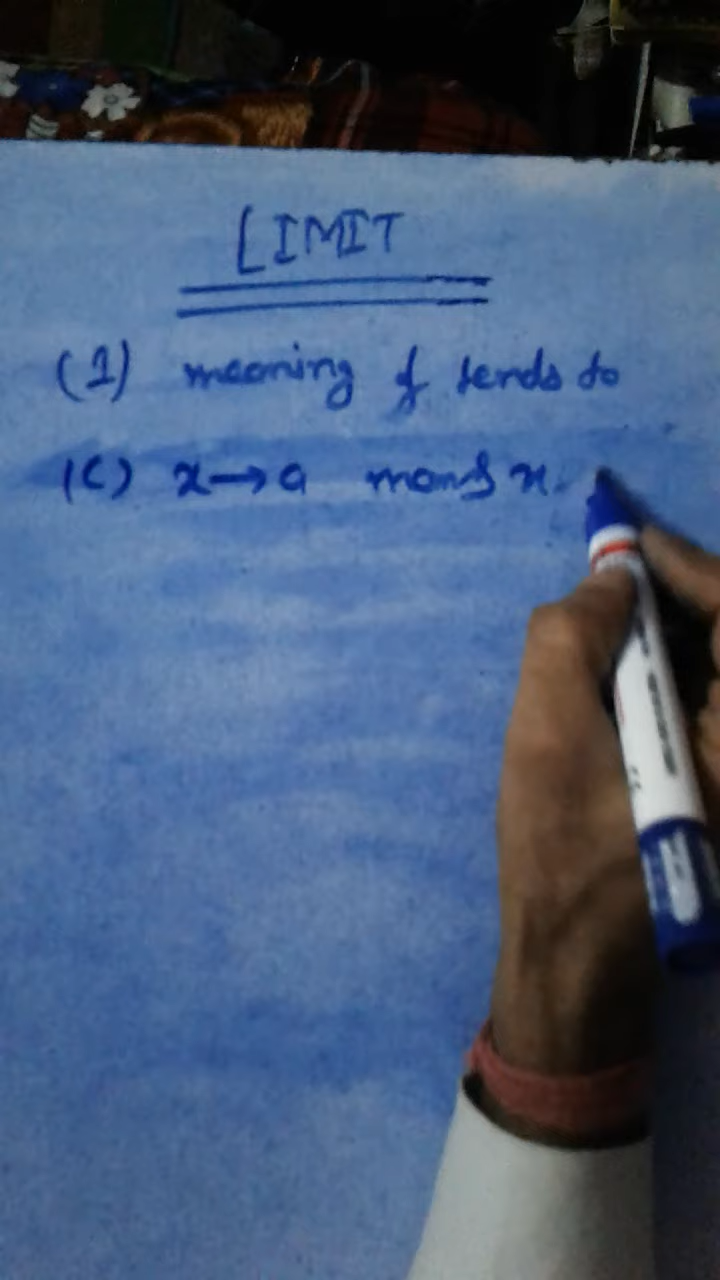 LIMIT
(1) meaning of tends to
(C) x→a means x